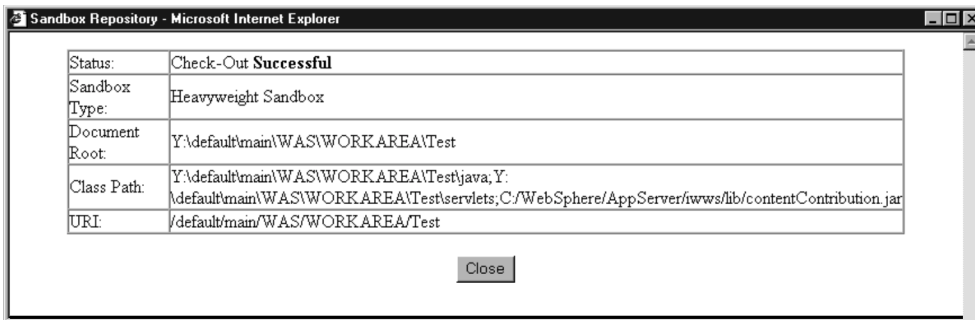 Sandbox Repository - Microsoft Internet Explorer
Status: Check-Out Successful
Sandbox
Type:
Heavyweight Sandbox
Document
Root:
Y:\default\main\WAS\WORKAREA\Test
Class Path:
Y:\default\main\WAS\WORKAREA\Test\java;Y:
\default\main\WAS\WORKAREA\Test\servlets;C:/WebSphere/AppServer/iwws/lib/contentContribution.jar
URI: /default/main/WAS/WORKAREA/Test
Close